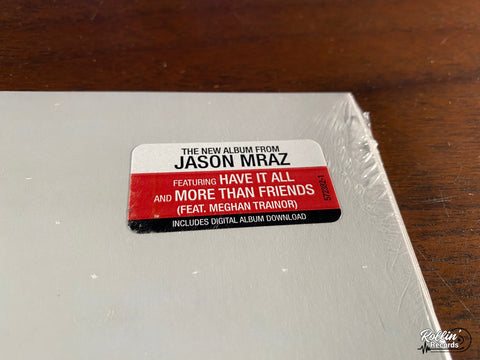 THE NEW ALBUM FROM
JASON MRAZ
FEATURING HAVE IT ALL
AND MORE THAN FRIENDS
(FEAT. MEGHAN TRAINOR)
INCLUDES DIGITAL ALBUM DOWNLOAD
Rollin'
Records